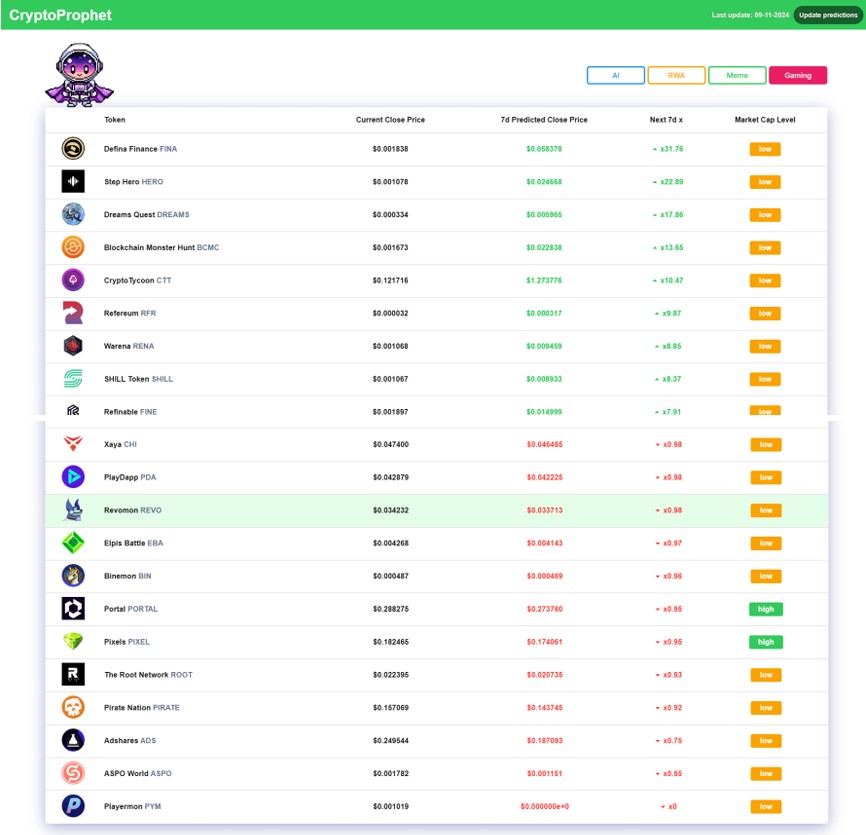 CryptoProphet
Last update: 09-11-2024 Update predictions
AI RWA Meme Gaming
Token Current Close Price 7d Predicted Close Price Next 7d x Market Cap Level
Defina Finance FINA $0.001838 $0.058378 x31.76 low
Step Hero HERO $0.001078 $0.024668 x22.89 low
Dreams Quest DREAMS $0.000334 $0.005965 x17.86 low
Blockchain Monster Hunt BCMC $0.001673 $0.022838 x13.65 low
CryptoTycoon CTT $0.121716 $1.273776 x10.47 low
Refereum RFR $0.000032 $0.000317 x9.87 low
Warena RENA $0.001068 $0.009459 x8.85 low
SHILL Token SHILL $0.001067 $0.008933 x8.37 low
Refinable FINE $0.001897 $0.014999 x7.91 low
Xaya CHI $0.047400 $0.046485 x0.98 low
PlayDapp PDA $0.042879 $0.042225 x0.98 low
Revomon REVO $0.034232 $0.033713 x0.98 low
Elpis Battle EBA $0.004268 $0.004143 x0.97 low
Binemon BIN $0.000487 $0.000469 x0.96 low
Portal PORTAL $0.288275 $0.273760 x0.95 high
Pixels PIXEL $0.182465 $0.174061 x0.95 high
The Root Network ROOT $0.022395 $0.020735 x0.93 low
Pirate Nation PIRATE $0.157069 $0.143745 x0.92 low
Adshares ADS $0.249544 $0.187093 x0.75 low
ASPO World ASPO $0.001782 $0.001151 x0.65 low
Playermon PYM $0.001019 $0.000000e+0 x0 low